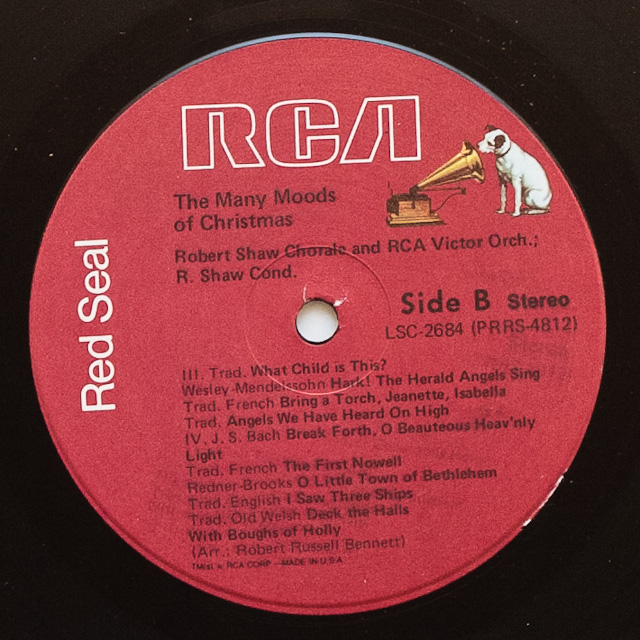 RCA
The Many Moods
of Christmas
Robert Shaw Chorale and RCA Victor Orch.;
R. Shaw Cond.
Red Seal
Side B Stereo
LSC-2684 (PRRS-4812)
III. Trad. What Child is This?
Wesley-Mendelssohn Hark! The Herald Angels Sing
Trad. French Bring a Torch, Jeanette, Isabella
Trad. Angels We Have Heard On High
IV. J. S. Bach Break Forth, O Beauteous Heav'nly
Light
Trad. French The First Nowell
Redner-Brooks O Little Town of Bethlehem
Trad. English I Saw Three Ships
Trad. Old Welsh Deck the Halls
With Boughs of Holly
(Arr.: Robert Russell Bennett)
TM(s) ® RCA CORP — MADE IN U.S.A.